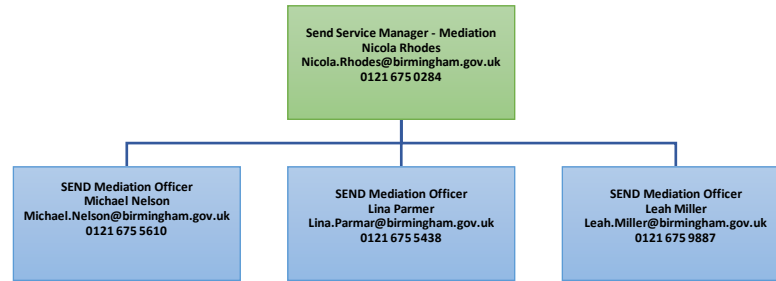 Send Service Manager - Mediation
Nicola Rhodes
Nicola.Rhodes@birmingham.gov.uk
0121 675 0284
SEND Mediation Officer
Michael Nelson
Michael.Nelson@birmingham.gov.uk
0121 675 5610
SEND Mediation Officer
Lina Parmer
Lina.Parmar@birmingham.gov.uk
0121 675 5438
SEND Mediation Officer
Leah Miller
Leah.Miller@birmingham.gov.uk
0121 675 9887